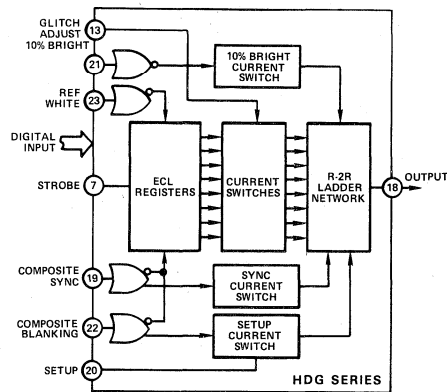 GLITCH
ADJUST
10% BRIGHT
13
21
10% BRIGHT
CURRENT
SWITCH
REF
WHITE
23
DIGITAL
INPUT
ECL
REGISTERS
CURRENT
SWITCHES
R-2R
LADDER
NETWORK
18
OUTPUT
STROBE
7
COMPOSITE
SYNC
19
SYNC
CURRENT
SWITCH
COMPOSITE
BLANKING
22
SETUP
CURRENT
SWITCH
SETUP
20
HDG SERIES